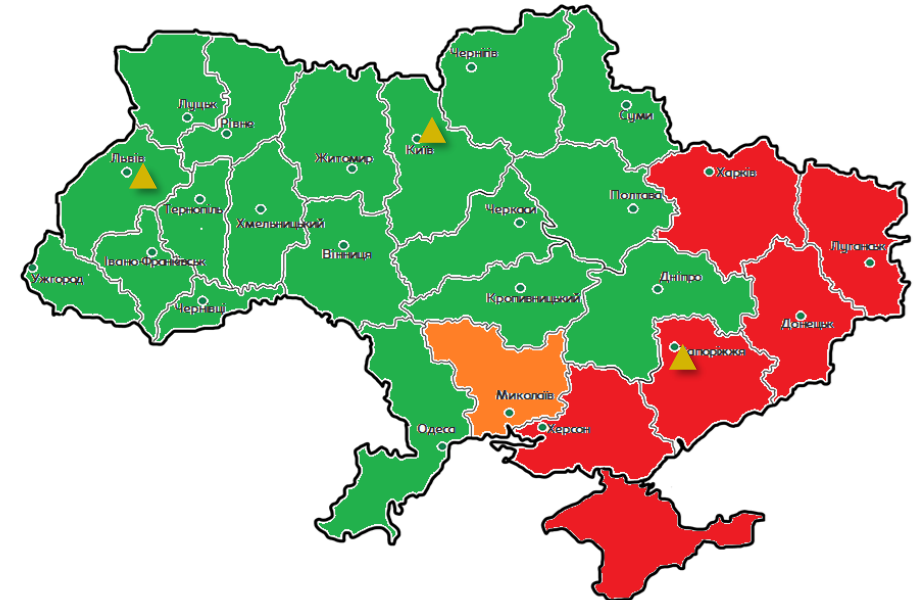 Чернігів
Луцьк
Суми
Рівне
Київ
Львів
Житомир
Харків
Полтава
Тернопіль
Черкаси
Хмельницький
Луганськ
Вінниця
Івано-Франківськ
Ужгород
Дніпро
Кропивницький
Чернівці
Донецьк
апоріжжя
Миколаїв
Одеса
Херсон